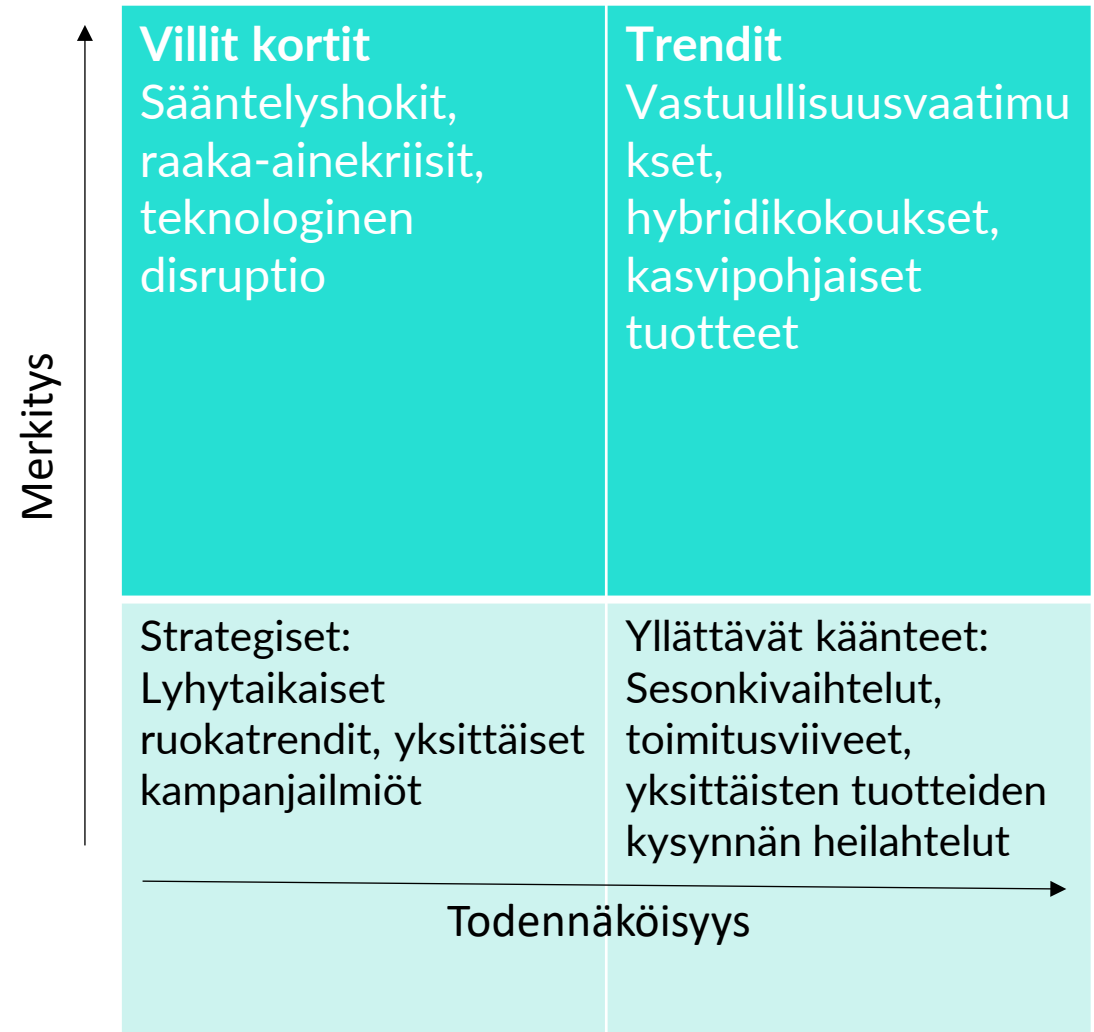 Villit kortit
Sääntelyshokit,
raaka-ainekriisit,
teknologinen
disruptio
Trendit
Vastuullisuusvaatimu
kset,
hybridikokoukset,
kasvipohjaiset
tuotteet
Merkitys
Strategiset:
Lyhytaikaiset
ruokatrendit, yksittäiset
kampanjailmiöt
Yllättävät käänteet:
Sesonkivaihtelut,
toimitusviiveet,
yksittäisten tuotteiden
kysynnän heilahtelut
Todennäköisyys